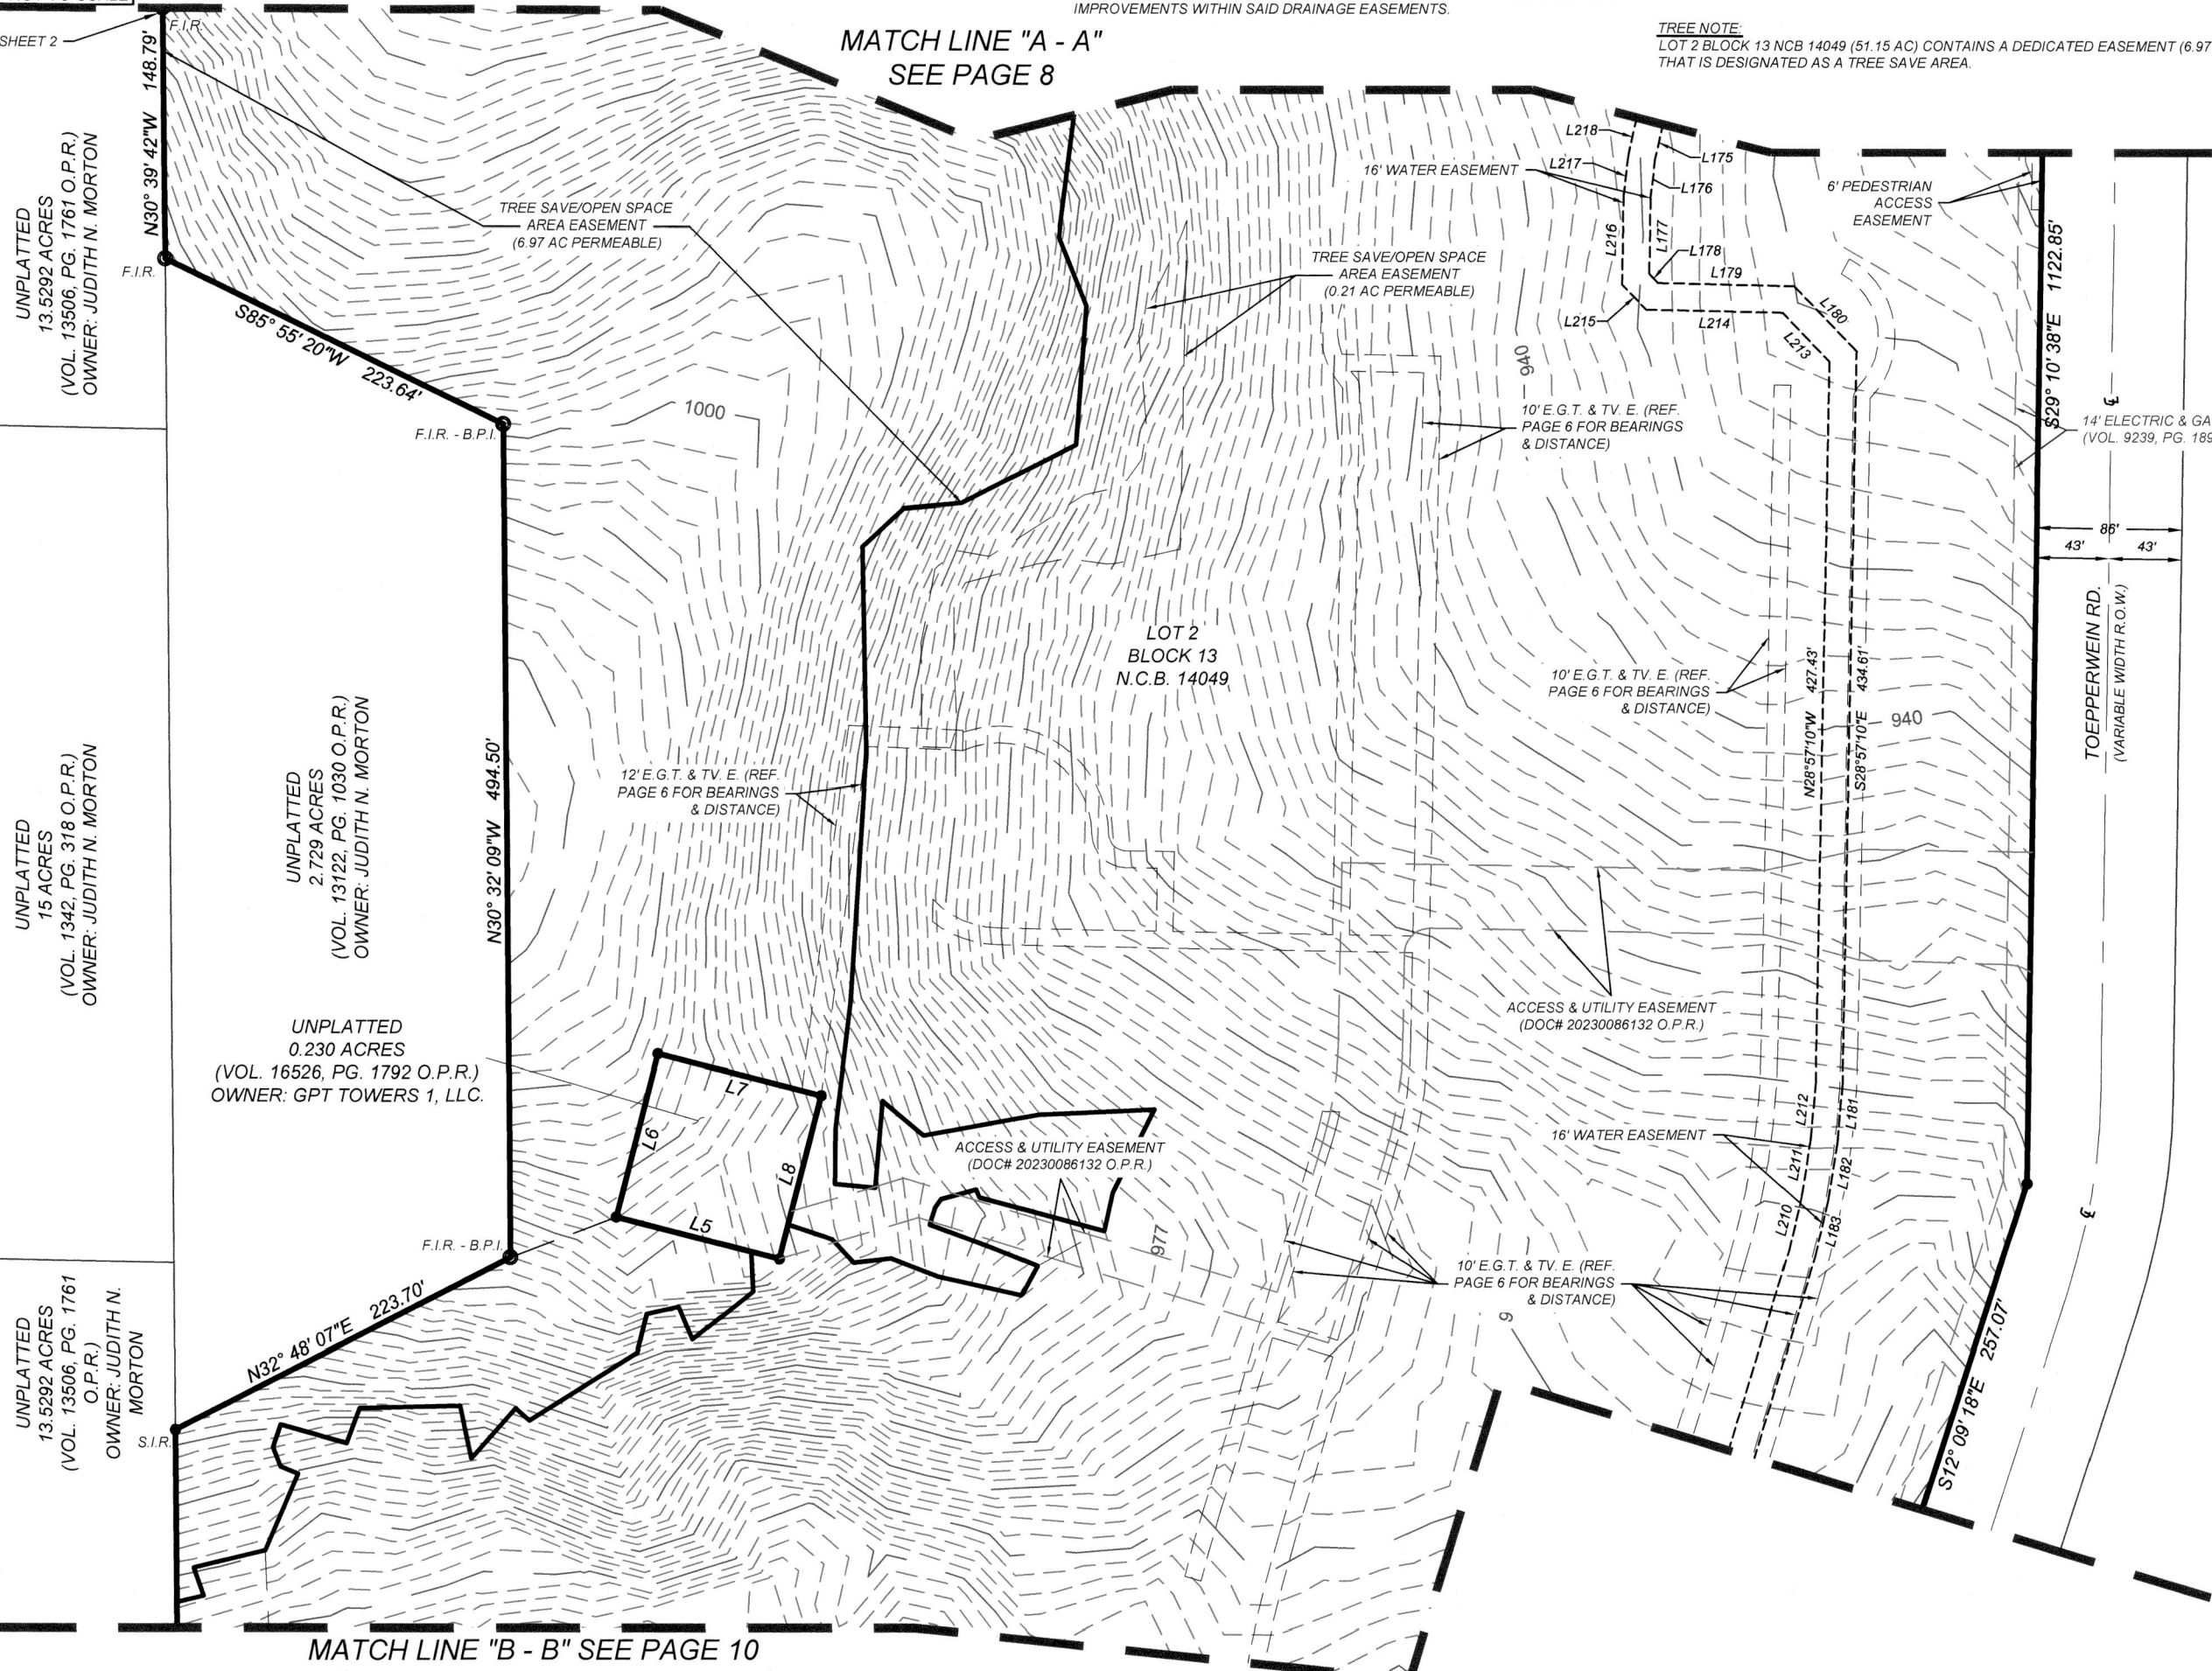 IMPROVEMENTS WITHIN SAID DRAINAGE EASEMENTS.
TREE NOTE:
LOT 2 BLOCK 13 NCB 14049 (51.15 AC) CONTAINS A DEDICATED EASEMENT (6.97
THAT IS DESIGNATED AS A TREE SAVE AREA.
MATCH LINE "A - A"
SEE PAGE 8
SHEET 2
F.I.R.
N30° 39' 42"W 148.79'
UNPLATTED
13.5292 ACRES
(VOL. 13506, PG. 1761 O.P.R.)
OWNER: JUDITH N. MORTON
F.I.R.
S85° 55' 20"W 223.64'
F.I.R. - B.P.I.
TREE SAVE/OPEN SPACE
AREA EASEMENT
(6.97 AC PERMEABLE)
1000
TREE SAVE/OPEN SPACE
AREA EASEMENT
(0.21 AC PERMEABLE)
16' WATER EASEMENT
L218
L217
L216
L215
L214
L213
L175
L176
L177
L178
L179
L180
6' PEDESTRIAN
ACCESS
EASEMENT
S29° 10' 38"E 1122.85'
14' ELECTRIC & GA
(VOL. 9239, PG. 189
940
10' E.G.T. & TV. E. (REF.
PAGE 6 FOR BEARINGS
& DISTANCE)
86'
43'
43'
TOEPPERWEIN RD.
(VARIABLE WIDTH R.O.W.)
LOT 2
BLOCK 13
N.C.B. 14049
10' E.G.T. & TV. E. (REF.
PAGE 6 FOR BEARINGS
& DISTANCE)
N28°57'10"W 427.43'
S28°57'10"E 434.61'
940
UNPLATTED
15 ACRES
(VOL. 1342, PG. 318 O.P.R.)
OWNER: JUDITH N. MORTON
UNPLATTED
2.729 ACRES
(VOL. 13122, PG. 1030 O.P.R.)
OWNER: JUDITH N. MORTON
N30° 32' 09"W 494.50'
12' E.G.T. & TV. E. (REF.
PAGE 6 FOR BEARINGS
& DISTANCE)
ACCESS & UTILITY EASEMENT
(DOC# 20230086132 O.P.R.)
UNPLATTED
0.230 ACRES
(VOL. 16526, PG. 1792 O.P.R.)
OWNER: GPT TOWERS 1, LLC.
L7
L6
L8
L5
ACCESS & UTILITY EASEMENT
(DOC# 20230086132 O.P.R.)
977
16' WATER EASEMENT
L212
L211
L210
L181
L182
L183
10' E.G.T. & TV. E. (REF.
PAGE 6 FOR BEARINGS
& DISTANCE)
9
F.I.R. - B.P.I.
N32° 48' 07"E 223.70'
S.I.R.
UNPLATTED
13.5292 ACRES
(VOL. 13506, PG. 1761
O.P.R.)
OWNER: JUDITH N.
MORTON
S12° 09' 18"E 257.07'
MATCH LINE "B - B" SEE PAGE 10